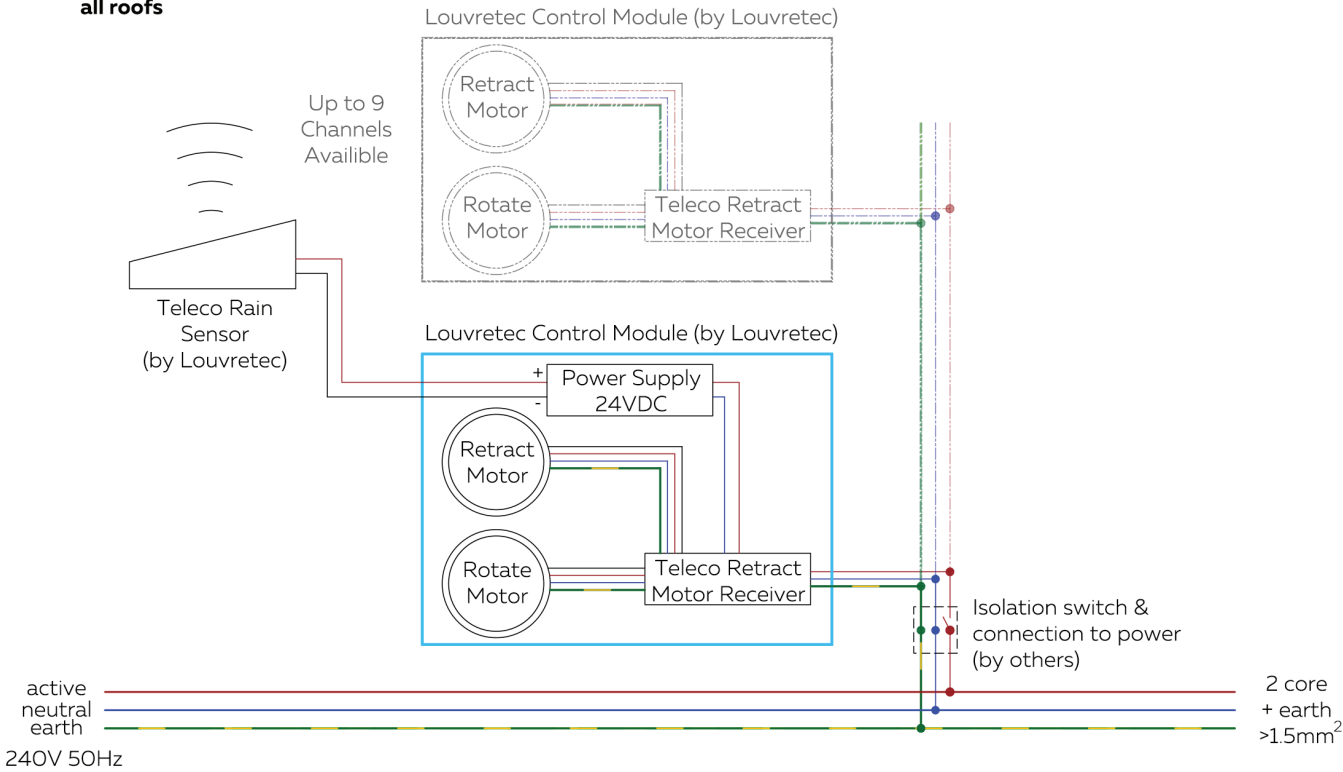 all roofs
Louvretec Control Module (by Louvretec)
Retract
Motor
Up to 9
Channels
Availible
Rotate
Motor
Teleco Retract
Motor Receiver
Teleco Rain
Sensor
(by Louvretec)
Louvretec Control Module (by Louvretec)
+
-
Power Supply
24VDC
Retract
Motor
Rotate
Motor
Teleco Retract
Motor Receiver
Isolation switch &
connection to power
(by others)
active
neutral
earth
240V 50Hz
2 core
+ earth
>1.5mm²